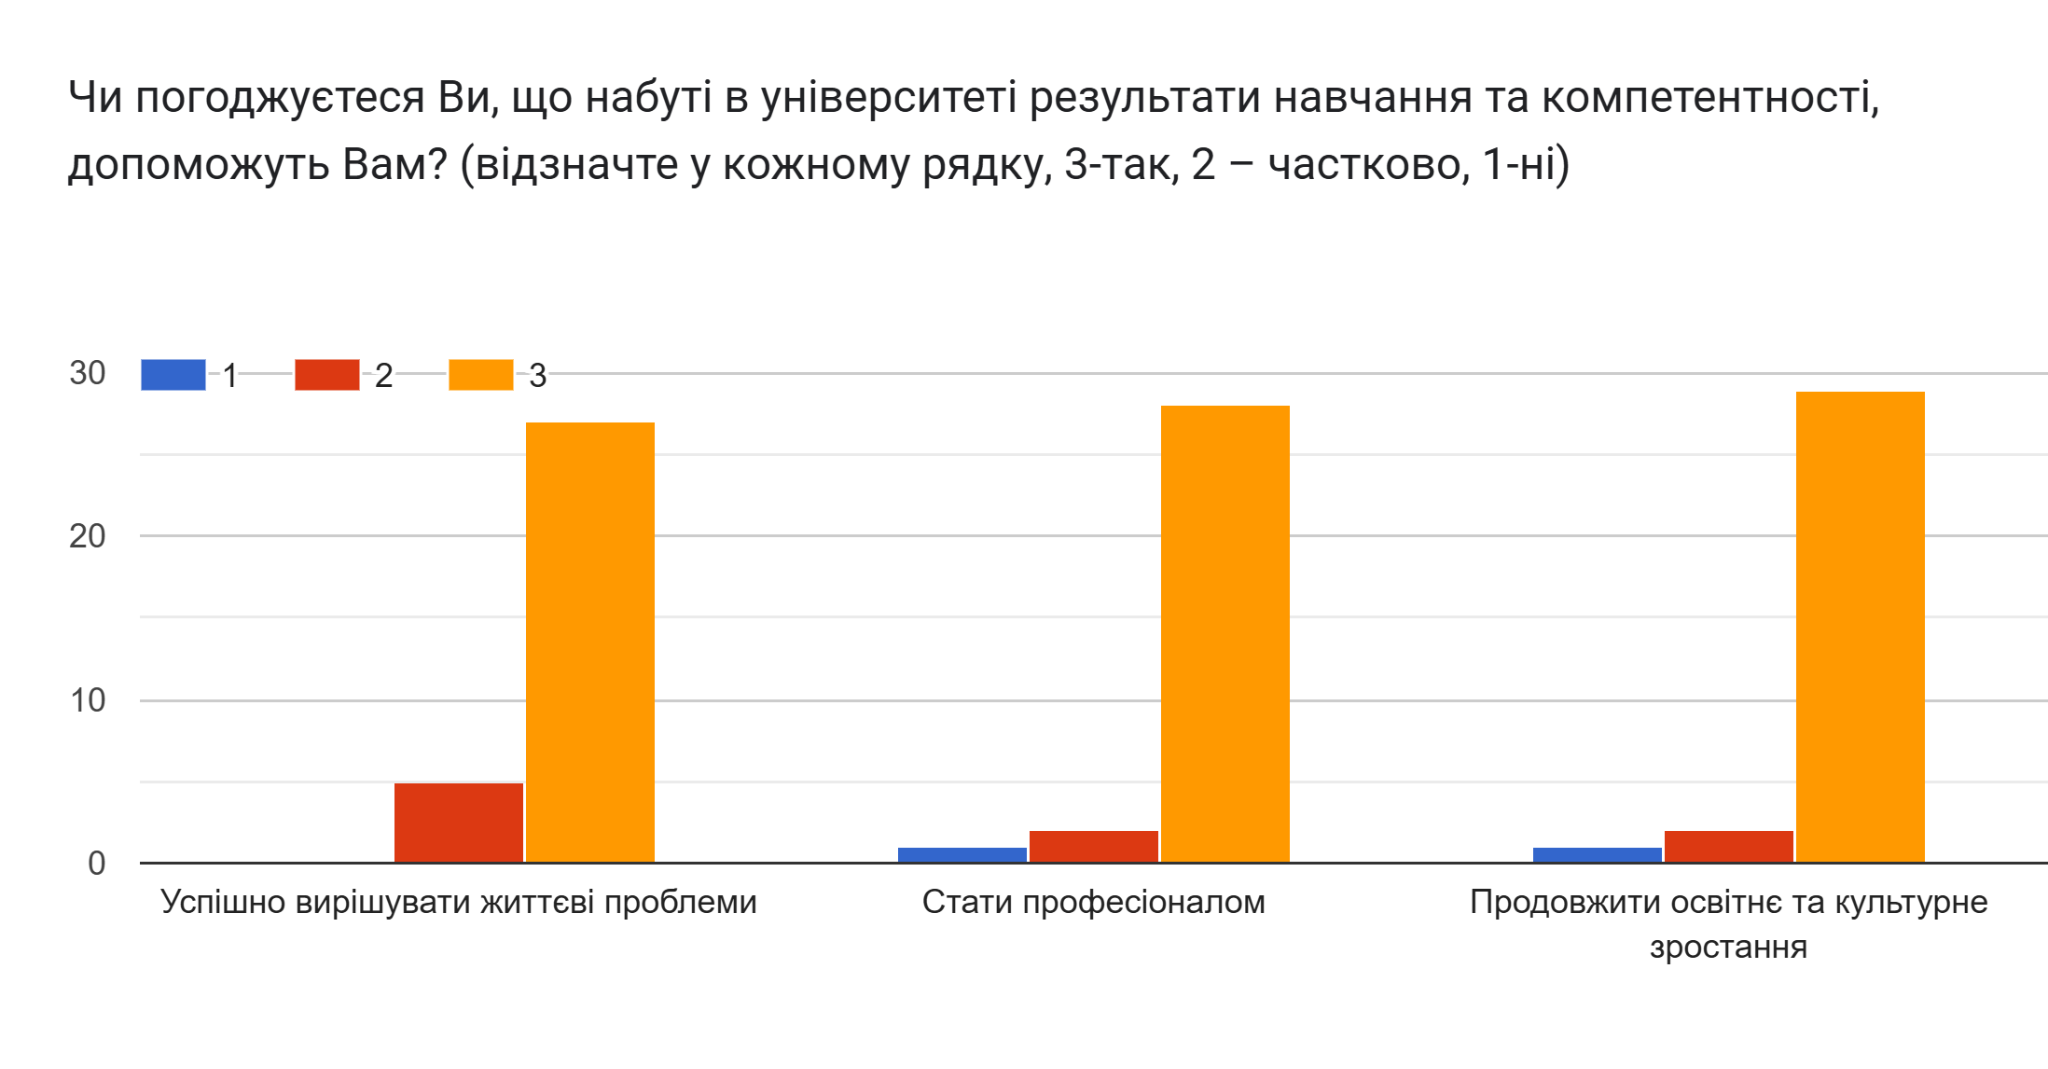 Чи погоджуєтеся Ви, що набуті в університеті результати навчання та компетентності,
допоможуть Вам? (відзначте у кожному рядку, 3-так, 2 – частково, 1-ні)
30
1
2
3
20
10
0
Успішно вирішувати життєві проблеми
Стати професіоналом
Продовжити освітнє та культурне
зростання